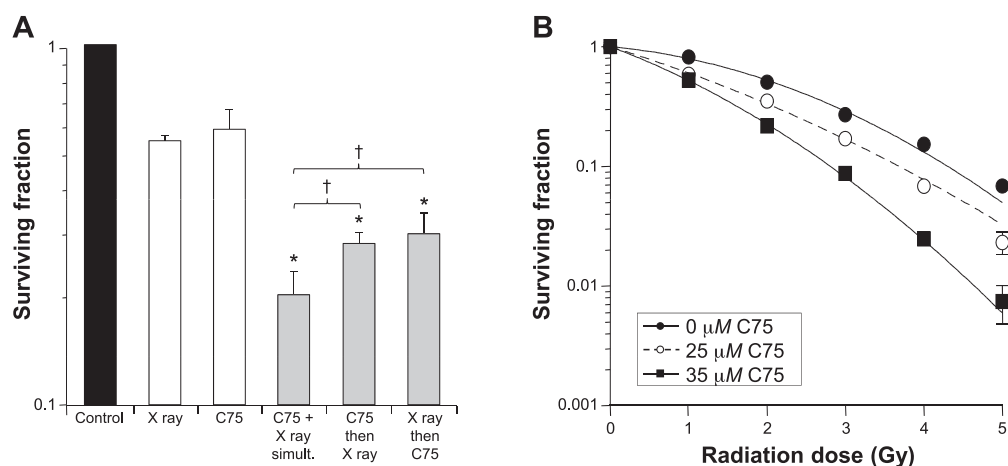 A
Surviving fraction
1
0.1
†
†
*
*
*
Control
X ray
C75
C75 +
X ray
simult.
C75
then
X ray
X ray
then
C75
B
Surviving fraction
1
0.1
0.01
0.001
0 μM C75
25 μM C75
35 μM C75
0 1 2 3 4 5
Radiation dose (Gy)